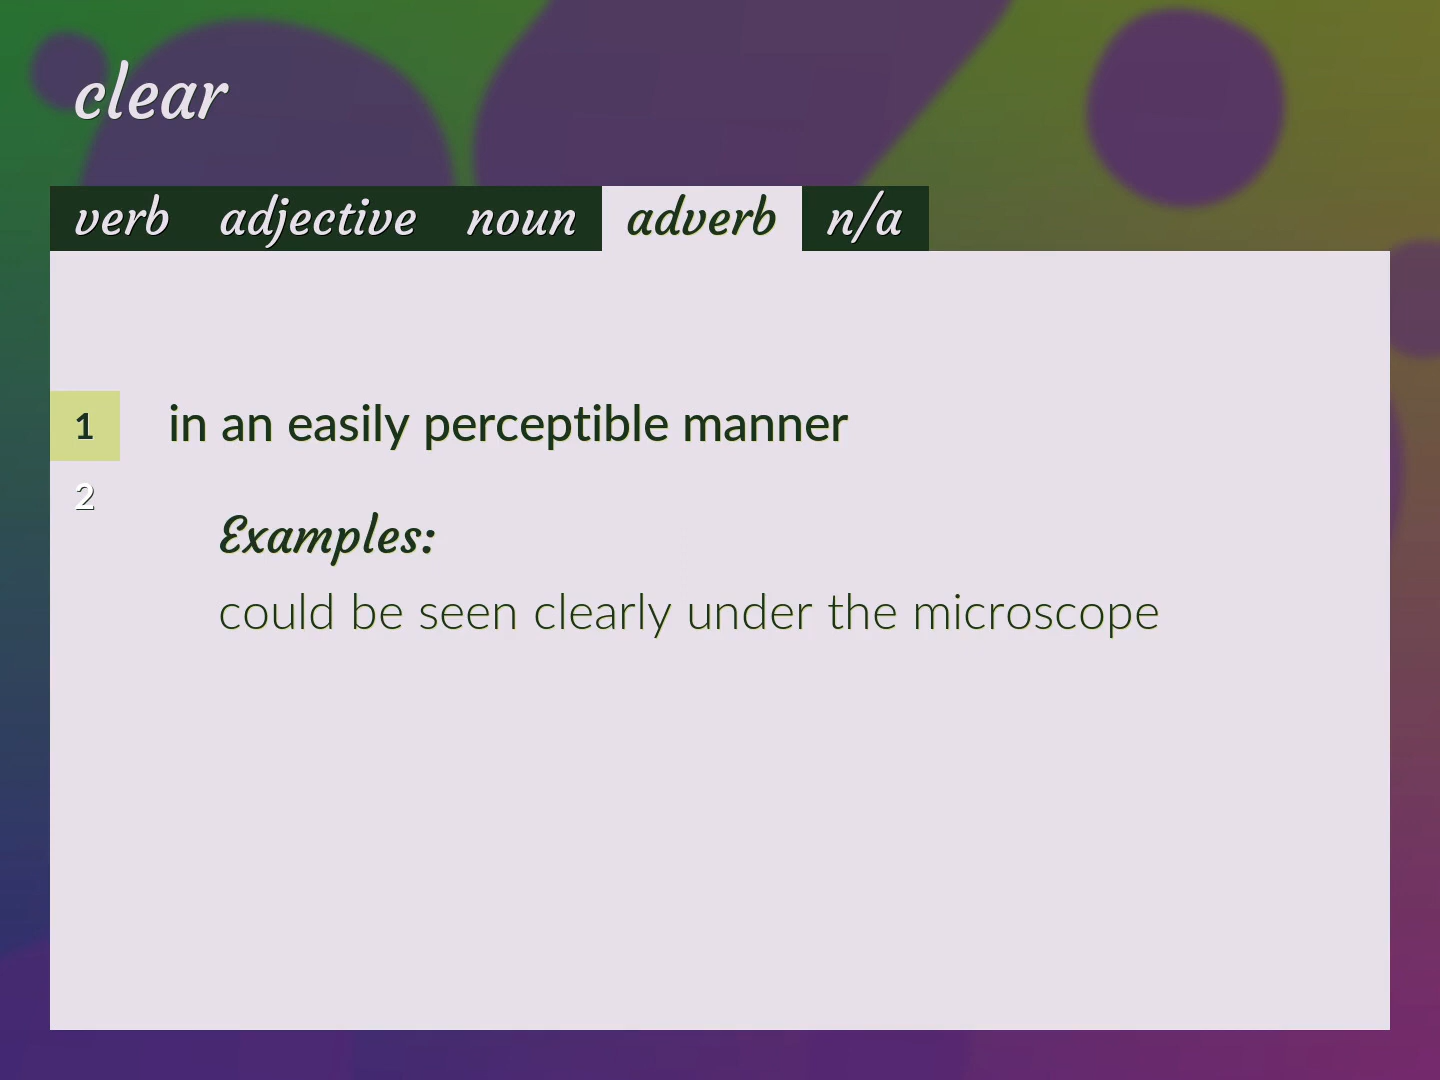 clear
verb adjective noun adverb n/a
1 in an easily perceptible manner
2
Examples:
could be seen clearly under the microscope